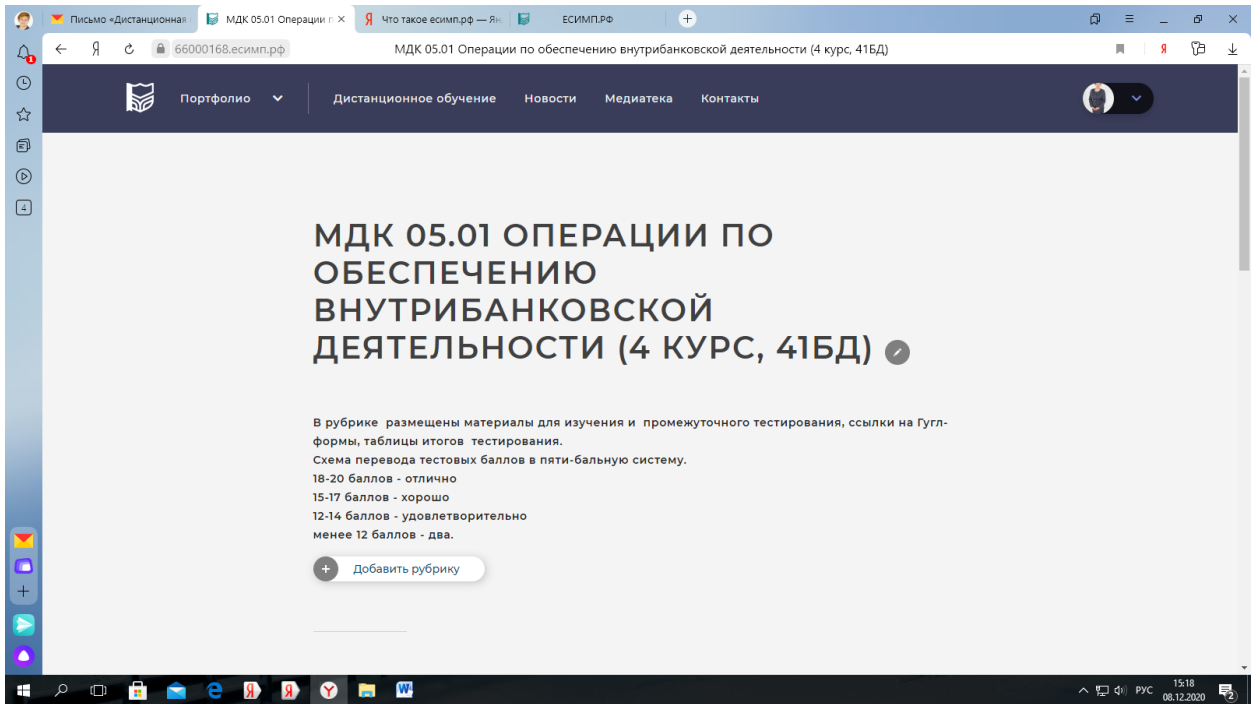 Письмо «Дистанционная
МДК 05.01 Операции п
Что такое есимп.рф — Ян
ЕСИМП.РФ
66000168.есимп.рф
МДК 05.01 Операции по обеспечению внутрибанковской деятельности (4 курс, 41БД)
1
4
Портфолио
Дистанционное обучение
Новости
Медиатека
Контакты
МДК 05.01 ОПЕРАЦИИ ПО
ОБЕСПЕЧЕНИЮ
ВНУТРИБАНКОВСКОЙ
ДЕЯТЕЛЬНОСТИ (4 КУРС, 41БД)
В рубрике размещены материалы для изучения и промежуточного тестирования, ссылки на Гугл-
формы, таблицы итогов тестирования.
Схема перевода тестовых баллов в пяти-бальную систему.
18-20 баллов - отлично
15-17 баллов - хорошо
12-14 баллов - удовлетворительно
менее 12 баллов - два.
Добавить рубрику
РУС
15:18
08.12.2020
2